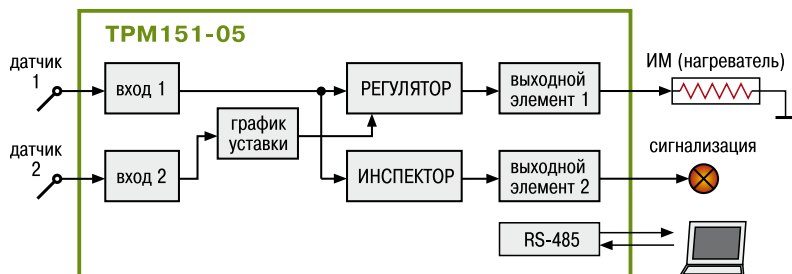 ТРМ151-05
датчик
1
вход 1
РЕГУЛЯТОР
выходной
элемент 1
ИМ (нагреватель)
график
уставки
датчик
2
вход 2
ИНСПЕКТОР
выходной
элемент 2
сигнализация
RS-485